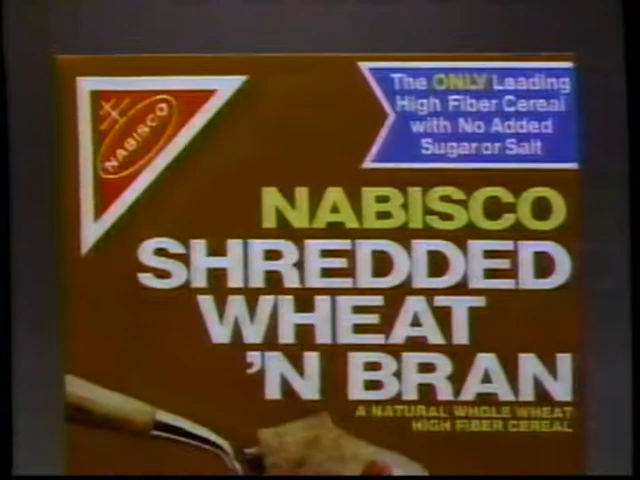 NABISCO
The ONLY Leading
High Fiber Cereal
with No Added
Sugar or Salt
NABISCO
SHREDDED
WHEAT
'N BRAN
A NATURAL WHOLE WHEAT
HIGH FIBER CEREAL